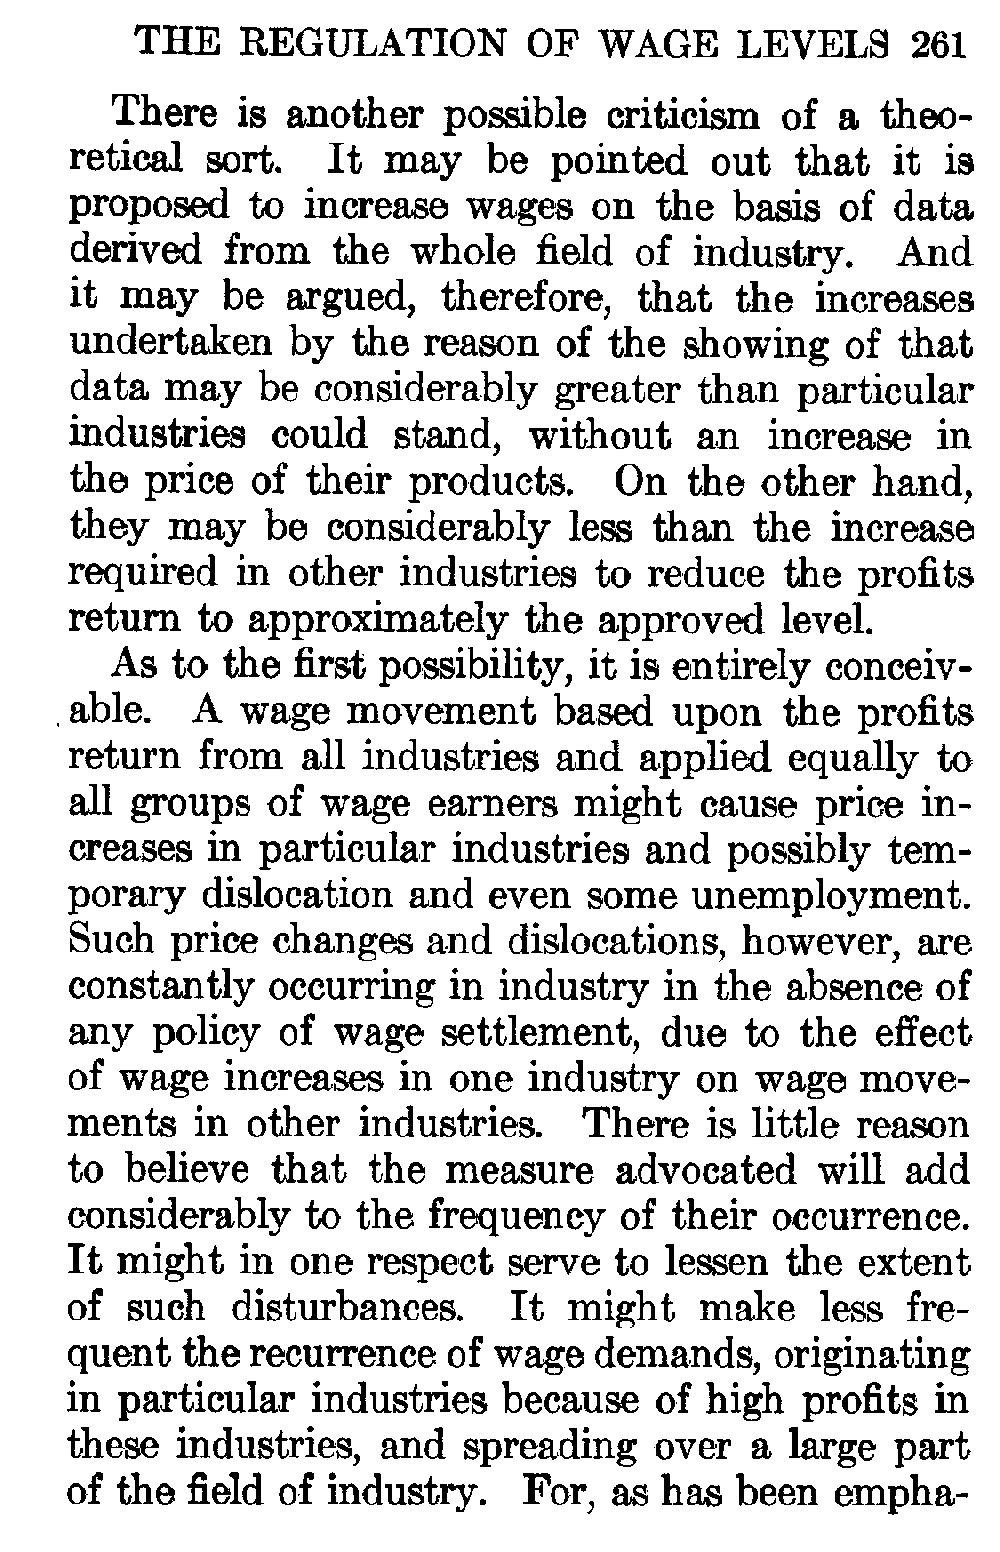 THE REGULATION OF WAGE LEVELS 261
There is another possible criticism of a theo-
retical sort. It may be pointed out that it is
proposed to increase wages on the basis of data
derived from the whole field of industry. And
it may be argued, therefore, that the increases
undertaken by the reason of the showing of that
data may be considerably greater than particular
industries could stand, without an increase in
the price of their products. On the other hand,
they may be considerably less than the increase
required in other industries to reduce the profits
return to approximately the approved level.
As to the first possibility, it is entirely conceiv-
able. A wage movement based upon the profits
return from all industries and applied equally to
all groups of wage earners might cause price in-
creases in particular industries and possibly tem-
porary dislocation and even some unemployment.
Such price changes and dislocations, however, are
constantly occurring in industry in the absence of
any policy of wage settlement, due to the effect
of wage increases in one industry on wage move-
ments in other industries. There is little reason
to believe that the measure advocated will add
considerably to the frequency of their occurrence.
It might in one respect serve to lessen the extent
of such disturbances. It might make less fre-
quent the recurrence of wage demands, originating
in particular industries because of high profits in
these industries, and spreading over a large part
of the field of industry. For, as has been empha-